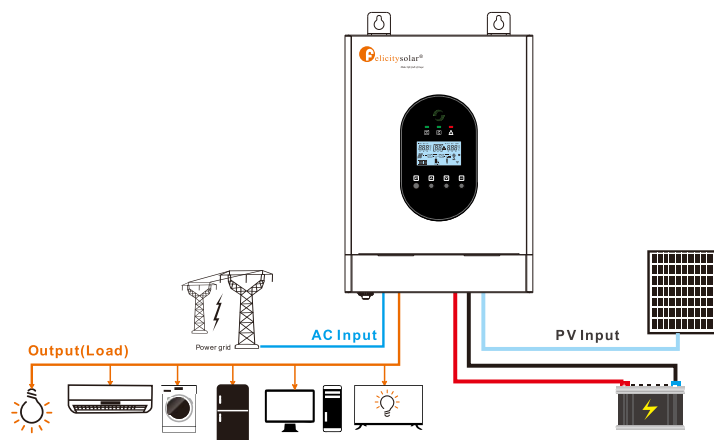 felicitysolar®
AC Input
PV Input
Power grid
Output(Load)